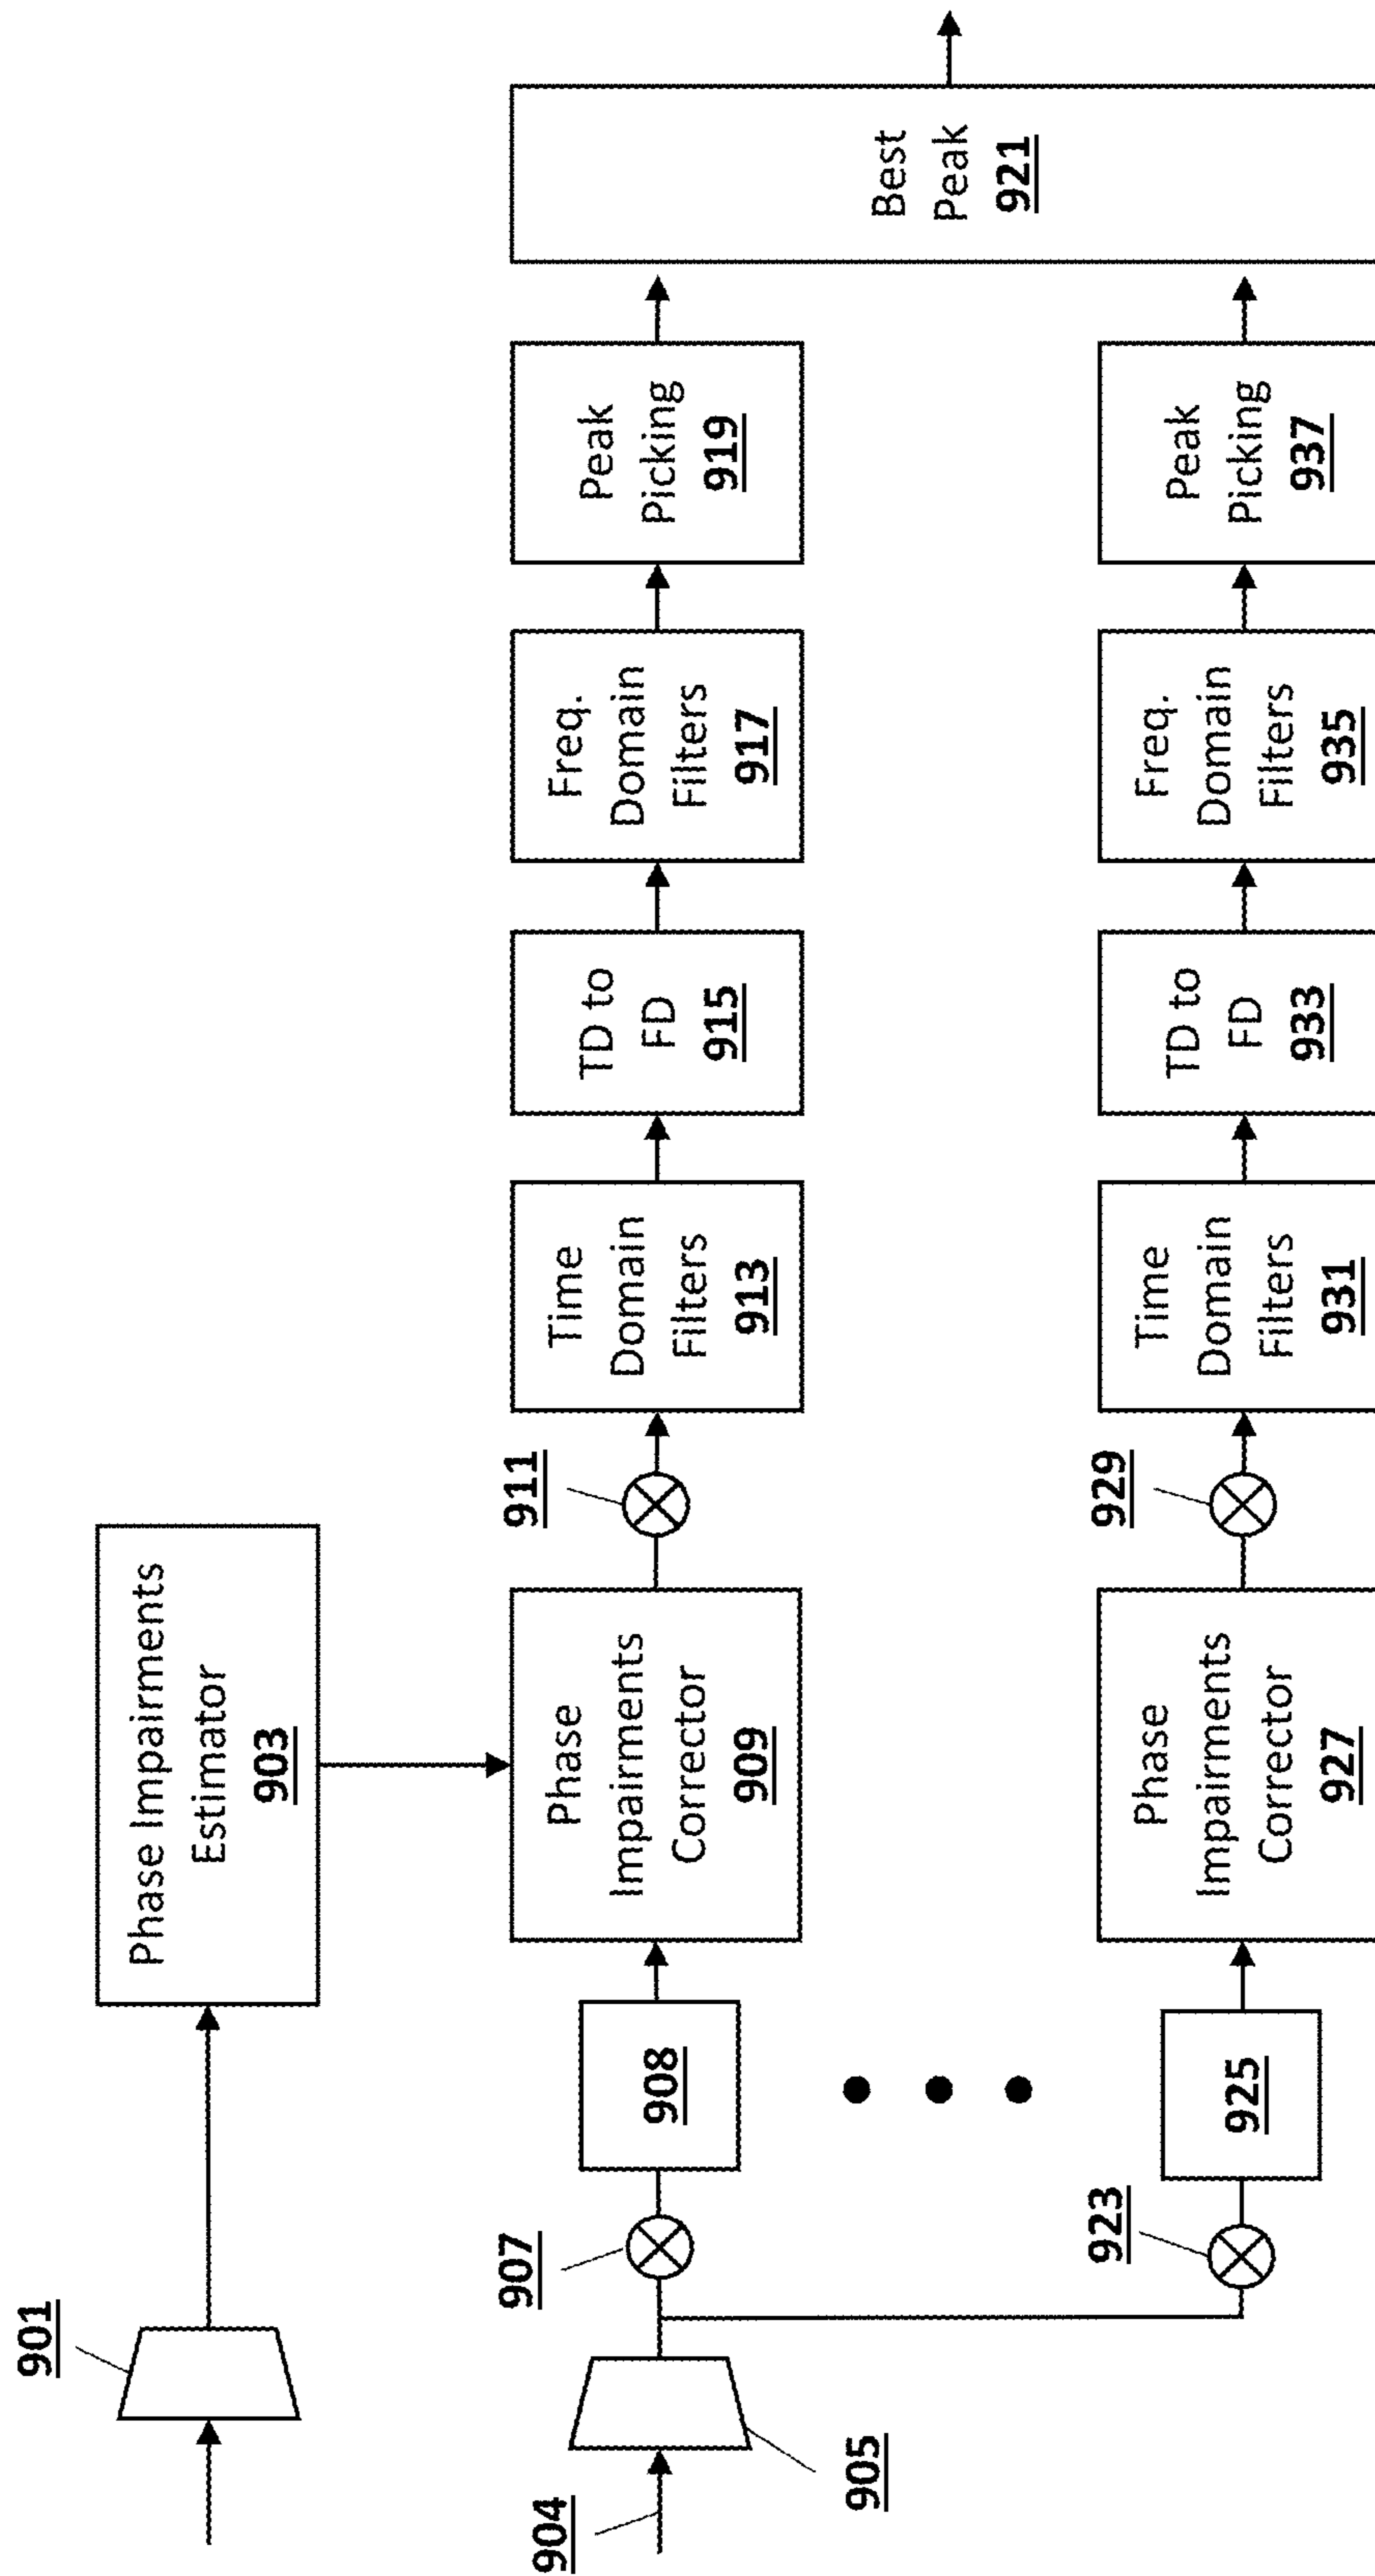 901
Phase Impairments
Estimator
903
904
905
907
908
Phase
Impairments
Corrector
909
911
Time
Domain
Filters
913
TD to
FD
915
Freq.
Domain
Filters
917
Peak
Picking
919
Best
Peak
921
923
925
Phase
Impairments
Corrector
927
929
Time
Domain
Filters
931
TD to
FD
933
Freq.
Domain
Filters
935
Peak
Picking
937